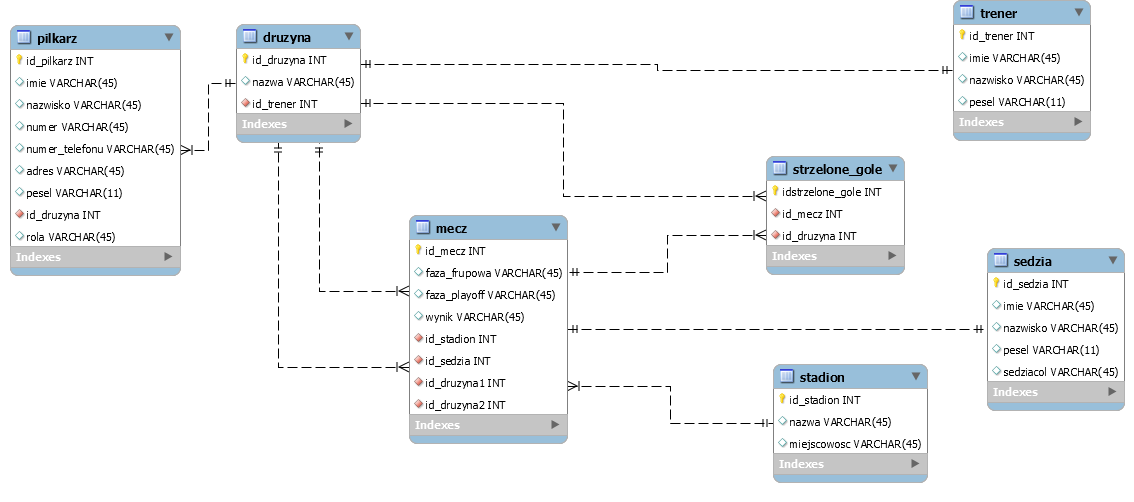 pilkarz
id_pilkarz INT
imie VARCHAR(45)
nazwisko VARCHAR(45)
numer VARCHAR(45)
numer_telefonu VARCHAR(45)
adres VARCHAR(45)
pesel VARCHAR(11)
id_druzyna INT
rola VARCHAR(45)
Indexes
druzyna
id_druzyna INT
nazwa VARCHAR(45)
id_trener INT
Indexes
trener
id_trener INT
imie VARCHAR(45)
nazwisko VARCHAR(45)
pesel VARCHAR(11)
Indexes
strzelone_gole
idstrzelone_gole INT
id_mecz INT
id_druzyna INT
Indexes
mecz
id_mecz INT
faza_frupowa VARCHAR(45)
faza_playoff VARCHAR(45)
wynik VARCHAR(45)
id_stadion INT
id_sedzia INT
id_druzyna1 INT
id_druzyna2 INT
Indexes
sedzia
id_sedzia INT
imie VARCHAR(45)
nazwisko VARCHAR(45)
pesel VARCHAR(11)
sedziacol VARCHAR(45)
Indexes
stadion
id_stadion INT
nazwa VARCHAR(45)
miejscowosc VARCHAR(45)
Indexes